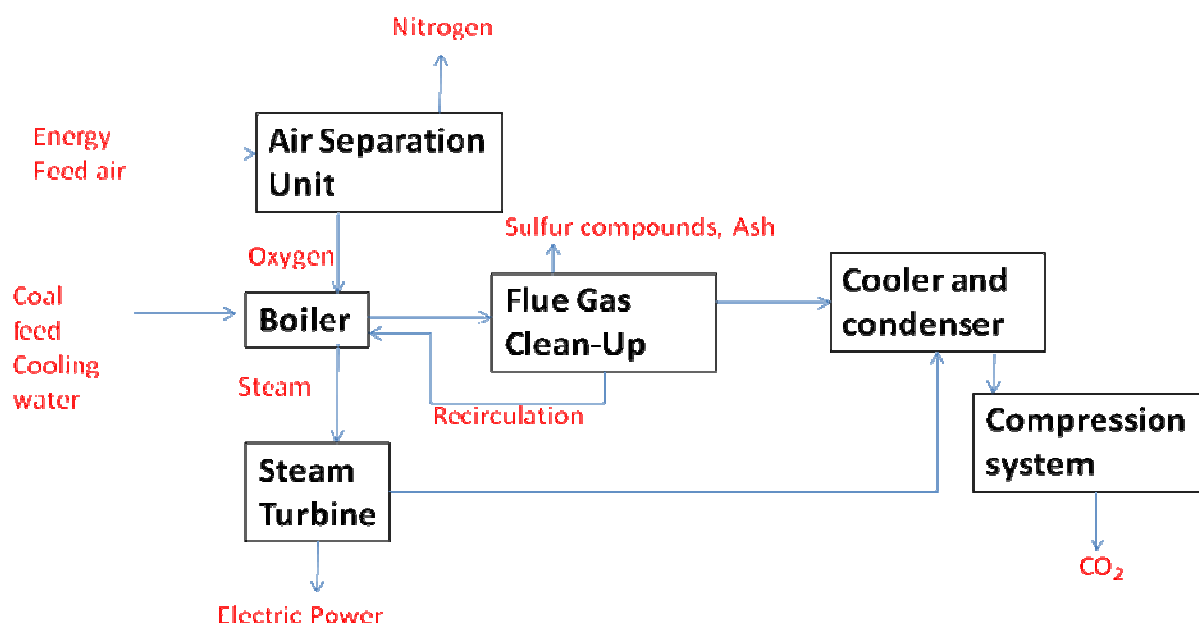 Nitrogen
Energy
Feed air
Air Separation
Unit
Sulfur compounds, Ash
Oxygen
Coal
feed
Cooling
water
Boiler
Flue Gas
Clean-Up
Cooler and
condenser
Steam
Recirculation
Compression
system
Steam
Turbine
CO₂
Electric Power